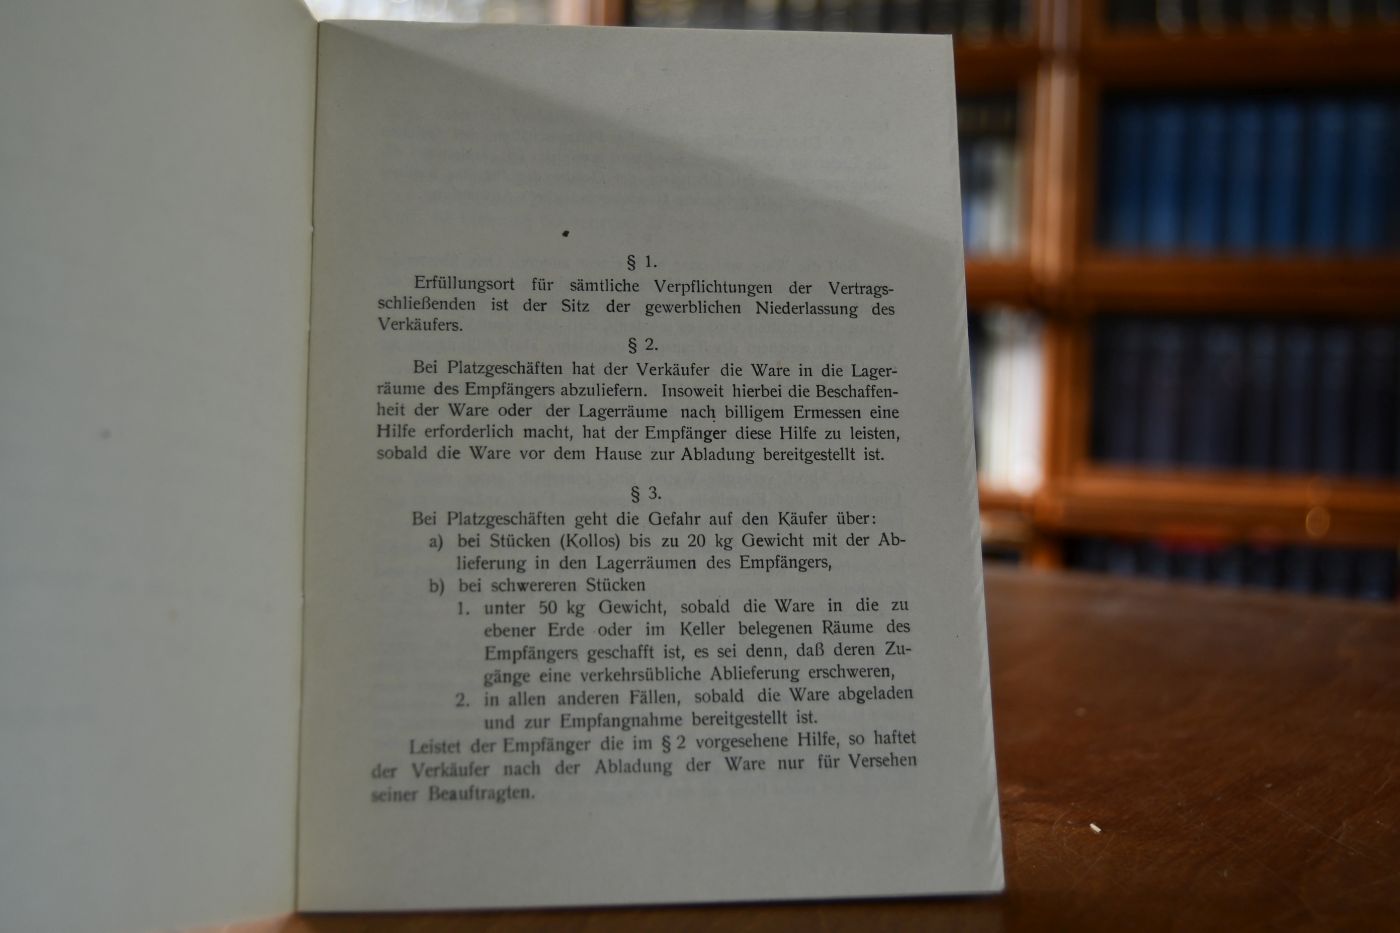 § 1.
Erfüllungsort für sämtliche Verpflichtungen der Vertrags-
schließenden ist der Sitz der gewerblichen Niederlassung des
Verkäufers.
§ 2.
Bei Platzgeschäften hat der Verkäufer die Ware in die Lager-
räume des Empfängers abzuliefern. Insoweit hierbei die Beschaffen-
heit der Ware oder der Lagerräume nach billigem Ermessen eine
Hilfe erforderlich macht, hat der Empfänger diese Hilfe zu leisten,
sobald die Ware vor dem Hause zur Abladung bereitgestellt ist.
§ 3.
Bei Platzgeschäften geht die Gefahr auf den Käufer über:
a) bei Stücken (Kollos) bis zu 20 kg Gewicht mit der Ab-
lieferung in den Lagerräumen des Empfängers,
b) bei schwereren Stücken
1. unter 50 kg Gewicht, sobald die Ware in die zu
ebener Erde oder im Keller belegenen Räume des
Empfängers geschafft ist, es sei denn, daß deren Zu-
gänge eine verkehrsübliche Ablieferung erschweren,
2. in allen anderen Fällen, sobald die Ware abgeladen
und zur Empfangnahme bereitgestellt ist.
Leistet der Empfänger die im § 2 vorgesehene Hilfe, so haftet
der Verkäufer nach der Abladung der Ware nur für Versehen
seiner Beauftragten.